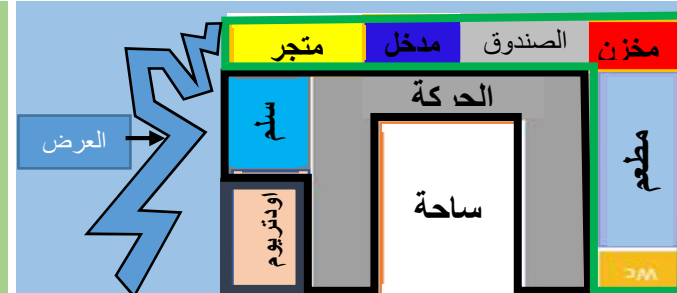 مخزن
الصندوق
مدخل
متجر
الحركة
سلم
العرض
مطعم
ساحة
اودتريوم
Wc